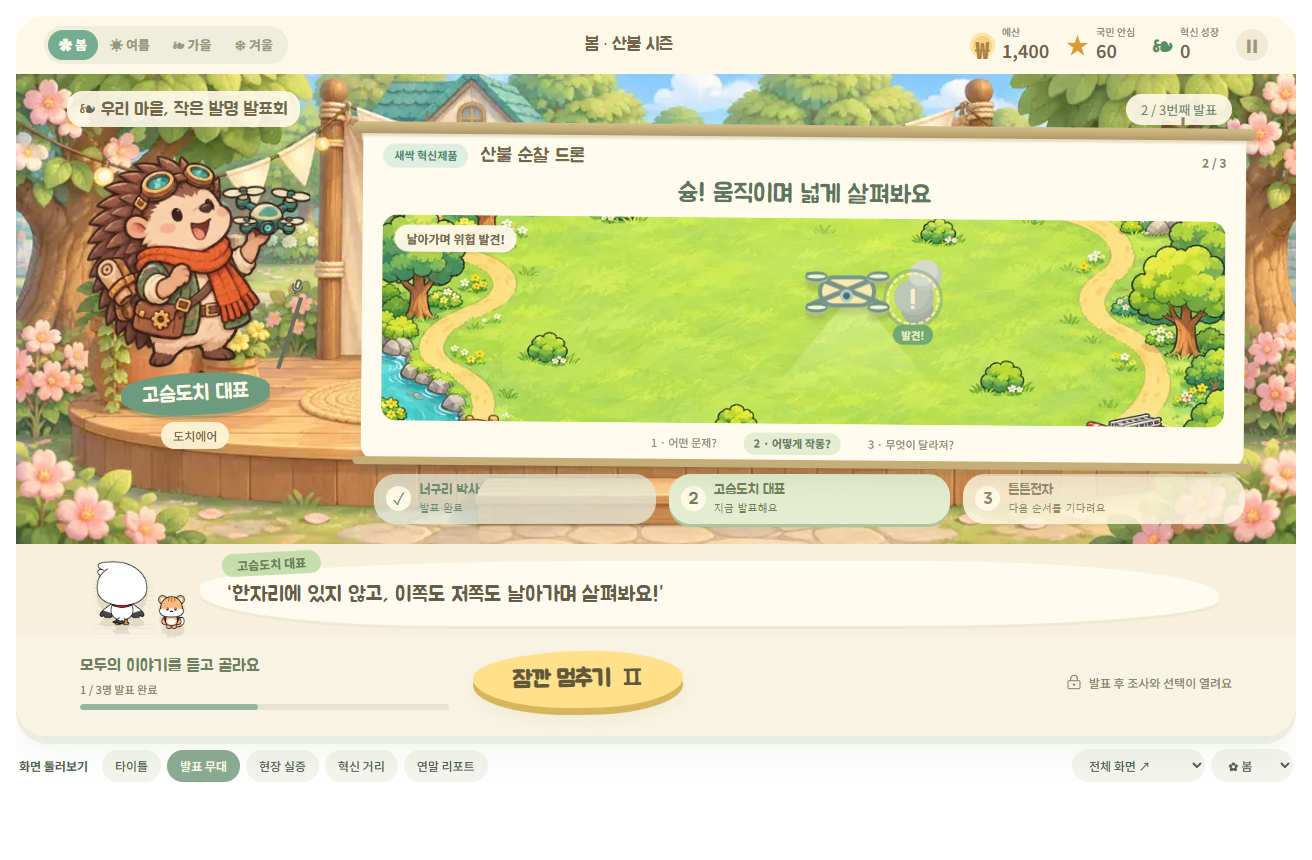 봄
여름
가을
겨울
봄 · 산불 시즌
예산
1,400
국민 안심
60
혁신 성장
0
우리 마을, 작은 발명 발표회
2 / 3번째 발표
새싹 혁신제품
산불 순찰 드론
2 / 3
슝! 움직이며 넓게 살펴봐요
날아가며 위험 발견!
!
발견!
1 · 어떤 문제?
2 · 어떻게 작동?
3 · 무엇이 달라져?
고슴도치 대표
도치에어
✓
너구리 박사
발표 완료
2
고슴도치 대표
지금 발표해요
3
튼튼전자
다음 순서를 기다려요
고슴도치 대표
'한자리에 있지 않고, 이쪽도 저쪽도 날아가며 살펴봐요!'
모두의 이야기를 듣고 골라요
1 / 3명 발표 완료
잠깐 멈추기 Ⅱ
발표 후 조사와 선택이 열려요
화면 둘러보기
타이틀
발표 무대
현장 실증
혁신 거리
연말 리포트
전체 화면 ↗
✿ 봄